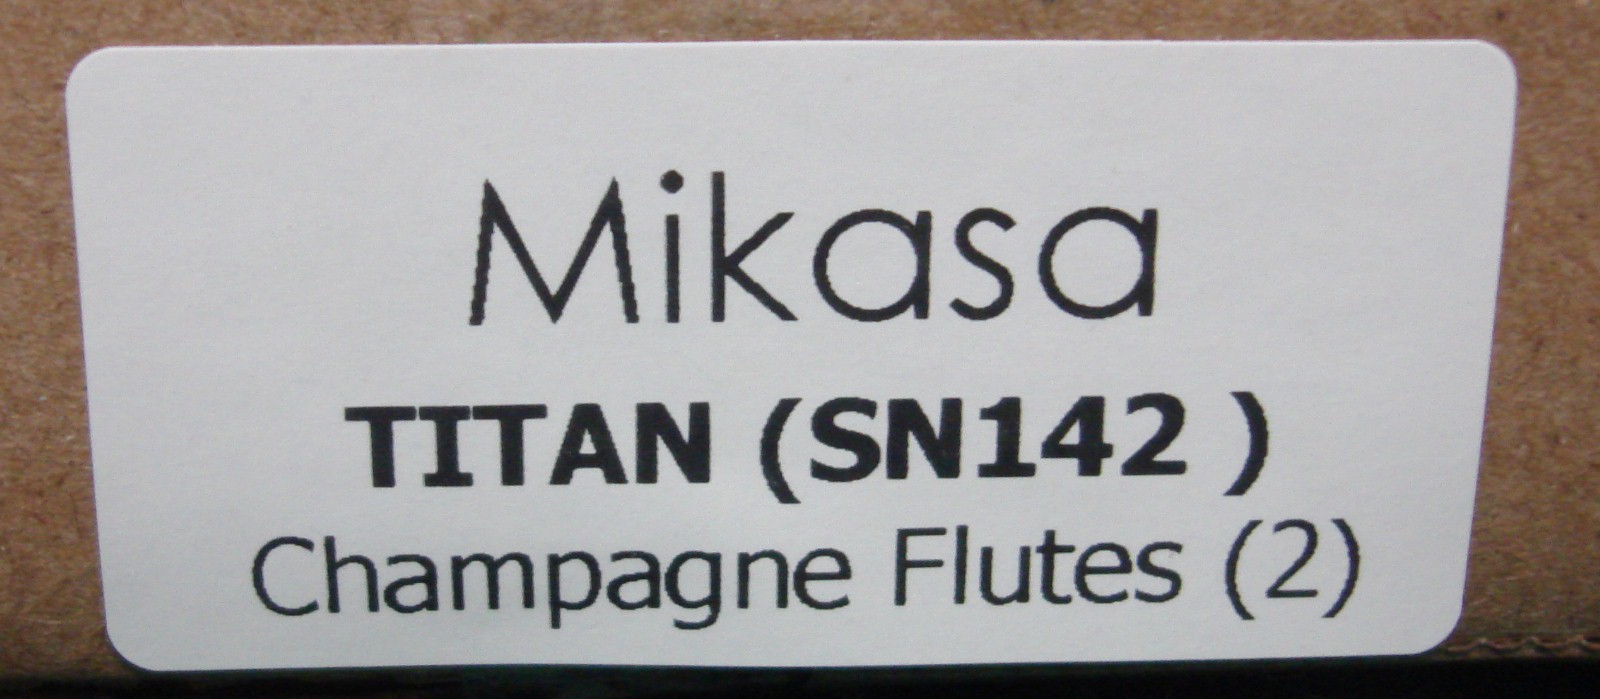 Mikasa
TITAN (SN142 )
Champagne Flutes (2)